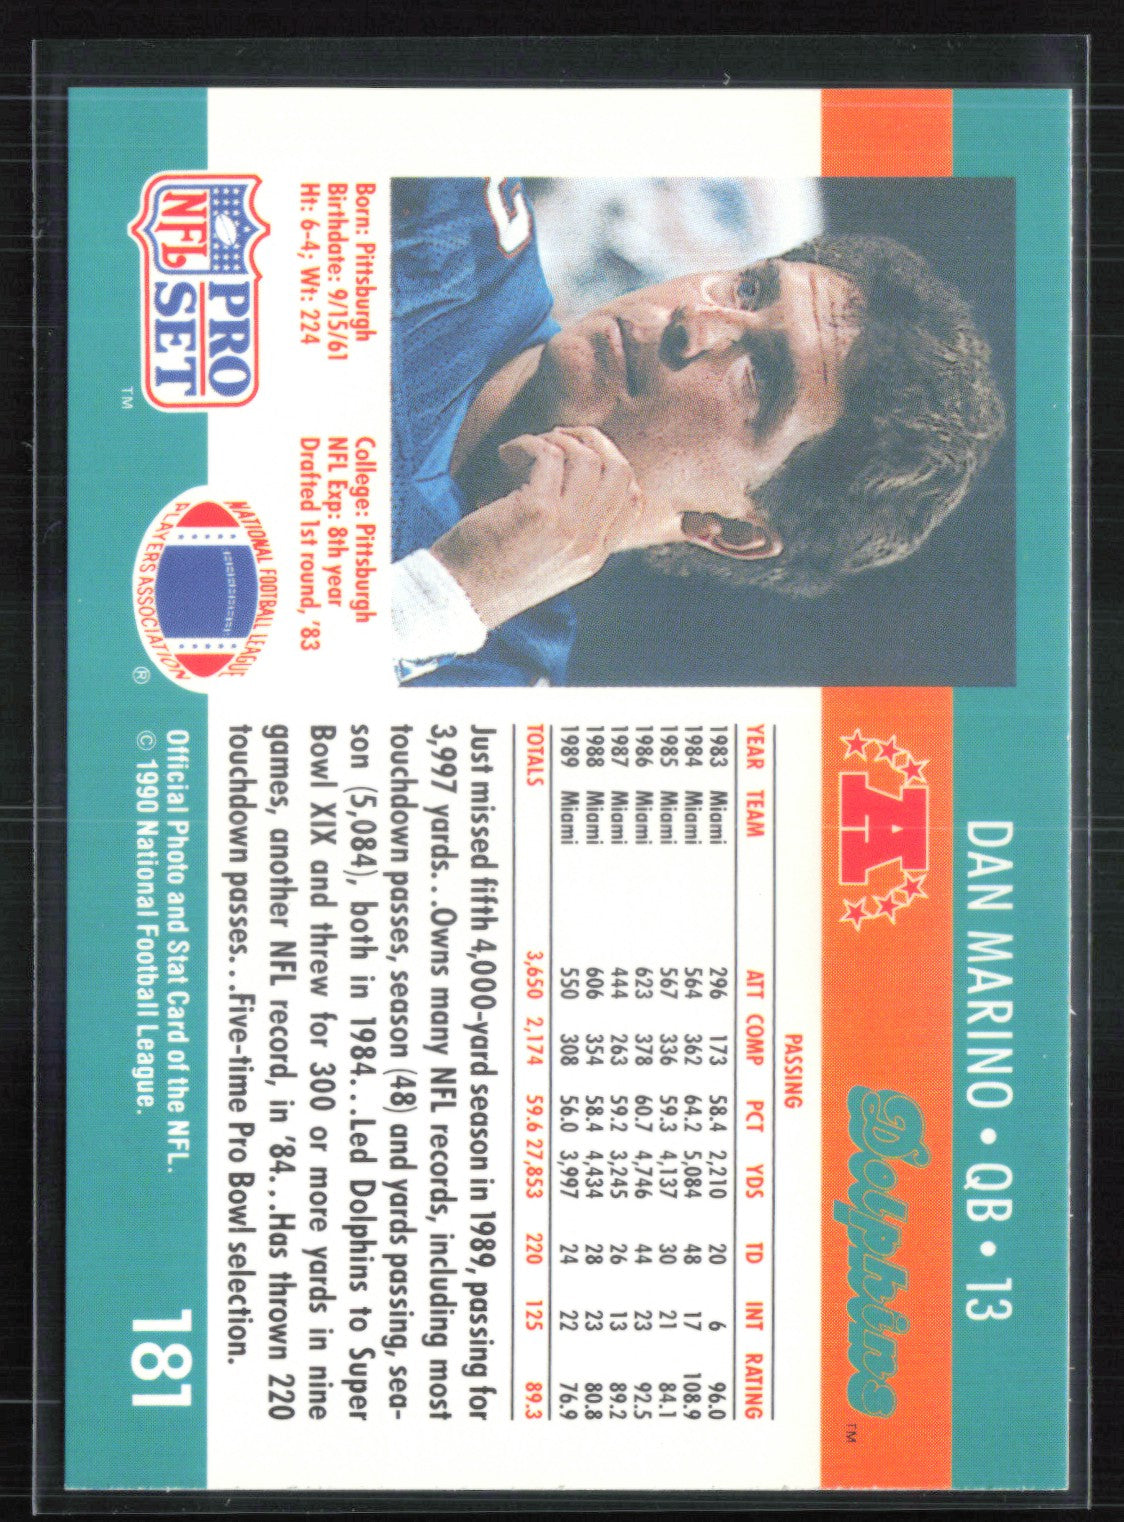 DAN MARINO • QB • 13
A
Dolphins™
PASSING
YEAR TEAM ATT COMP PCT YDS TD INT RATING
1983 Miami 296 173 58.4 2,210 20 6 96.0
1984 Miami 564 362 64.2 5,084 48 17 108.9
1985 Miami 567 336 59.3 4,137 30 21 84.1
1986 Miami 623 378 60.7 4,746 44 23 92.5
1987 Miami 444 263 59.2 3,245 26 13 89.2
1988 Miami 606 354 58.4 4,434 28 23 80.8
1989 Miami 550 308 56.0 3,997 24 22 76.9
TOTALS 3,650 2,174 59.6 27,853 220 125 89.3
Born: Pittsburgh
Birthdate: 9/15/61
Ht: 6-4; Wt: 224
College: Pittsburgh
NFL Exp: 8th year
Drafted 1st round, '83
Just missed fifth 4,000-yard season in 1989, passing for
3,997 yards. . .Owns many NFL records, including most
touchdown passes, season (48) and yards passing, sea-
son (5,084), both in 1984. . .Led Dolphins to Super
Bowl XIX and threw for 300 or more yards in nine
games, another NFL record, in '84. . .Has thrown 220
touchdown passes. . .Five-time Pro Bowl selection.
NFL
PRO
SET
™
NATIONAL FOOTBALL LEAGUE
PLAYERS ASSOCIATION
®
Official Photo and Stat Card of the NFL.
© 1990 National Football League.
181